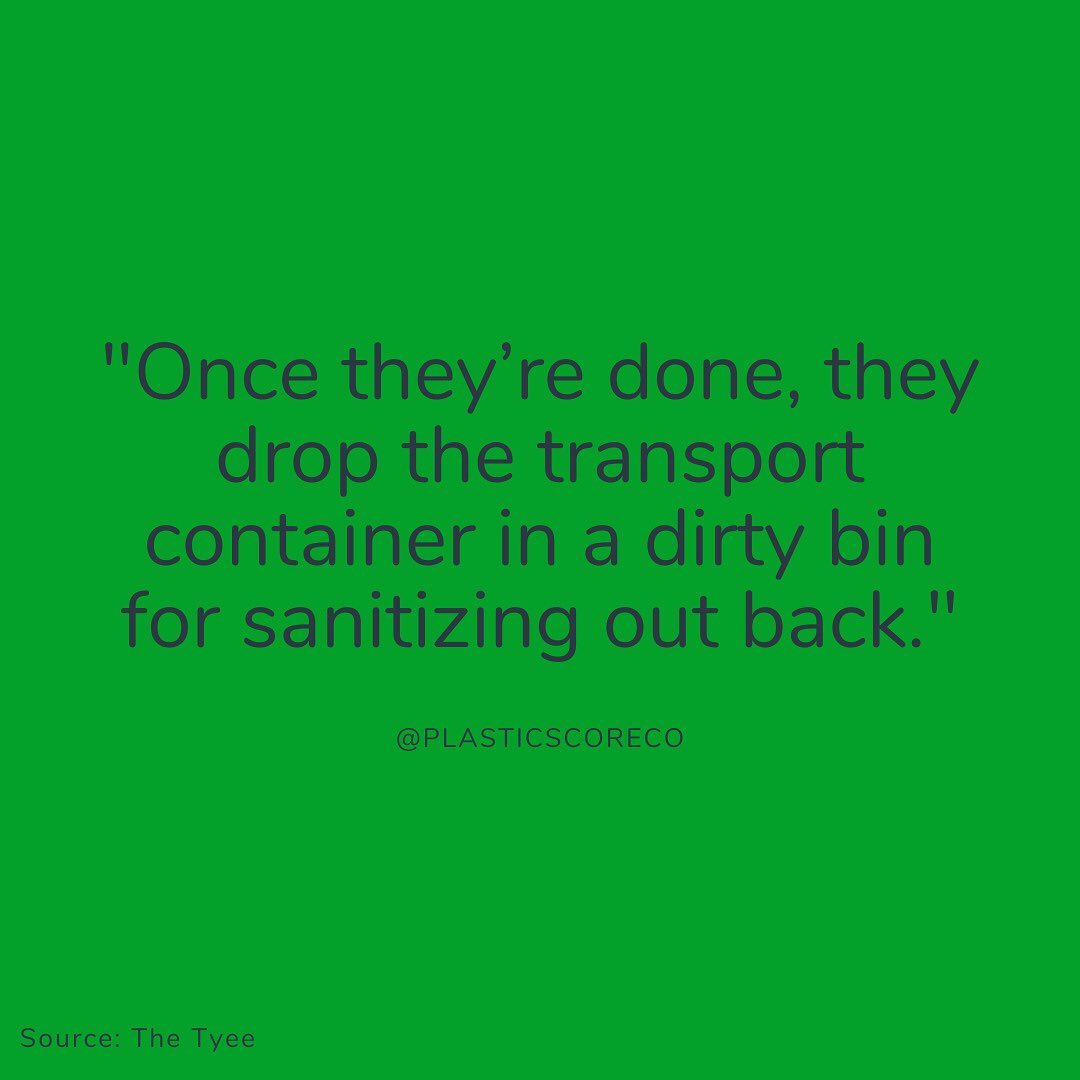 "Once they’re done, they
drop the transport
container in a dirty bin
for sanitizing out back."
@PLASTICSCORECO
Source: The Tyee